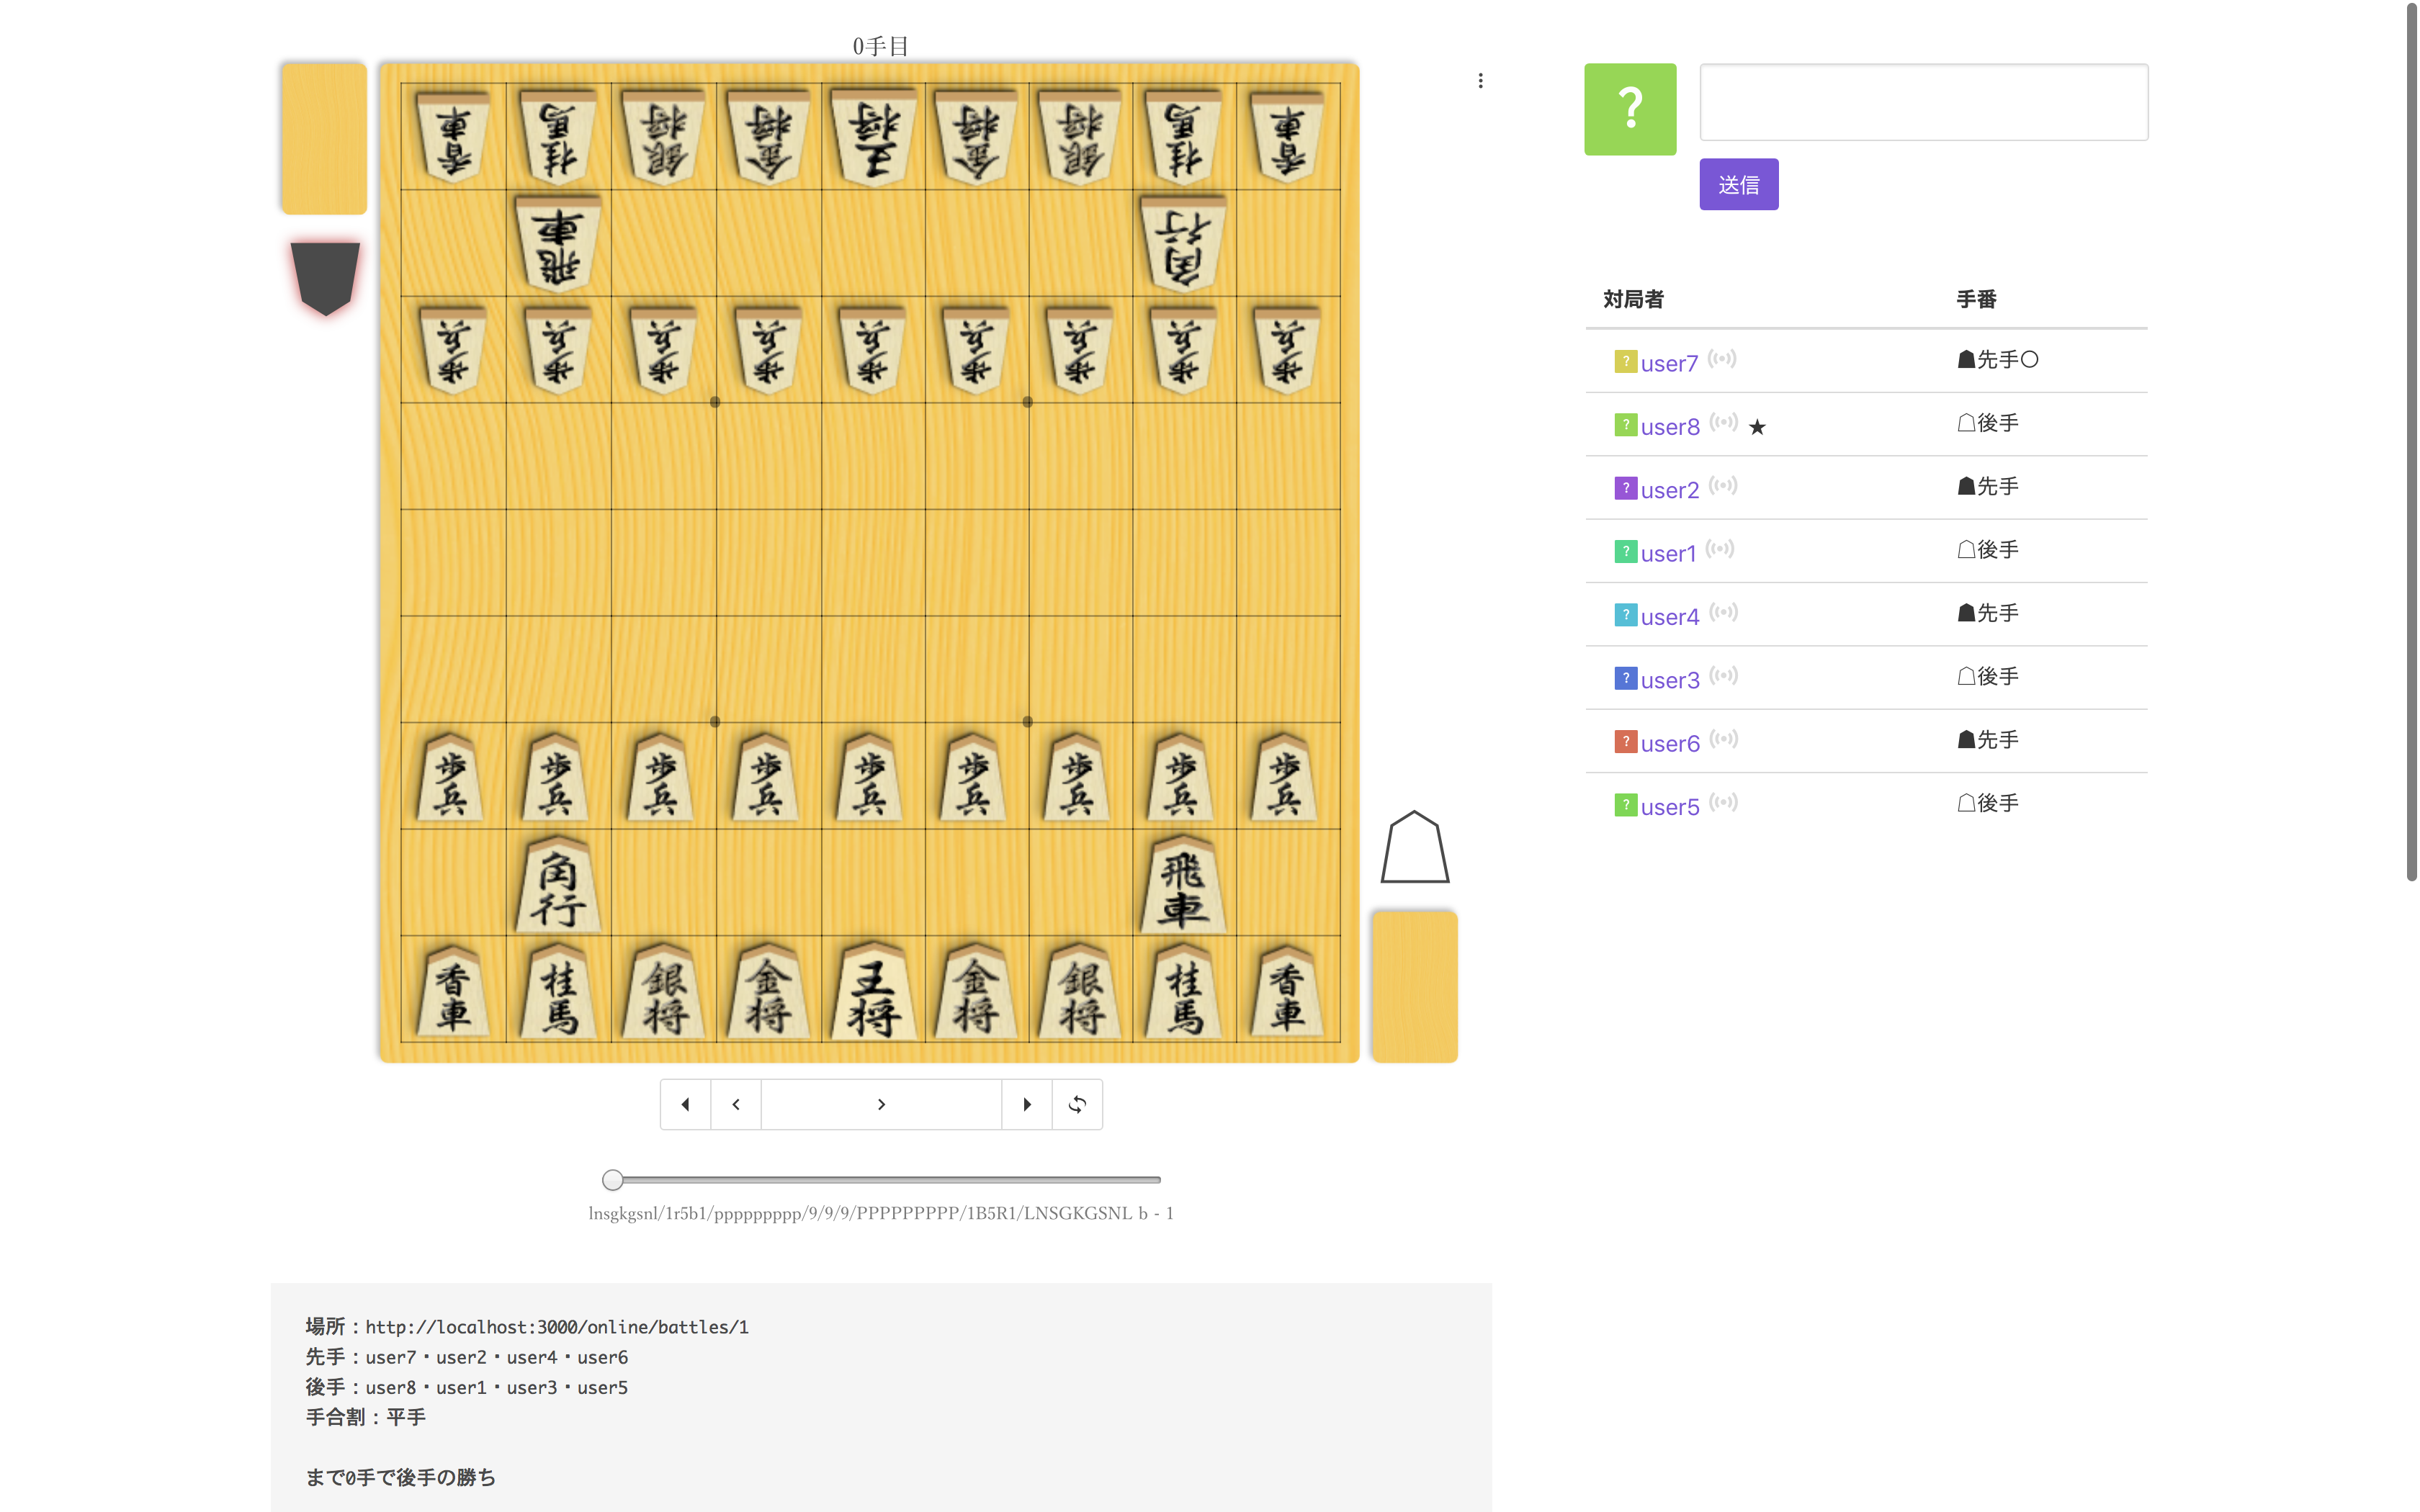 0手目
香車 桂馬 銀将 金将 王将 金将 銀将 桂馬 香車
飛車 角行
歩兵 歩兵 歩兵 歩兵 歩兵 歩兵 歩兵 歩兵 歩兵
歩兵 歩兵 歩兵 歩兵 歩兵 歩兵 歩兵 歩兵 歩兵
角行 飛車
香車 桂馬 銀将 金将 王将 金将 銀将 桂馬 香車
lnsgkgsnl/1r5b1/ppppppppp/9/9/9/PPPPPPPPP/1B5R1/LNSGKGSNL b - 1
場所：http://localhost:3000/online/battles/1
先手：user7・user2・user4・user6
後手：user8・user1・user3・user5
手合割：平手
まで0手で後手の勝ち
?
送信
対局者 手番
? user7 ☗先手〇
? user8 ★ ☖後手
? user2 ☗先手
? user1 ☖後手
? user4 ☗先手
? user3 ☖後手
? user6 ☗先手
? user5 ☖後手